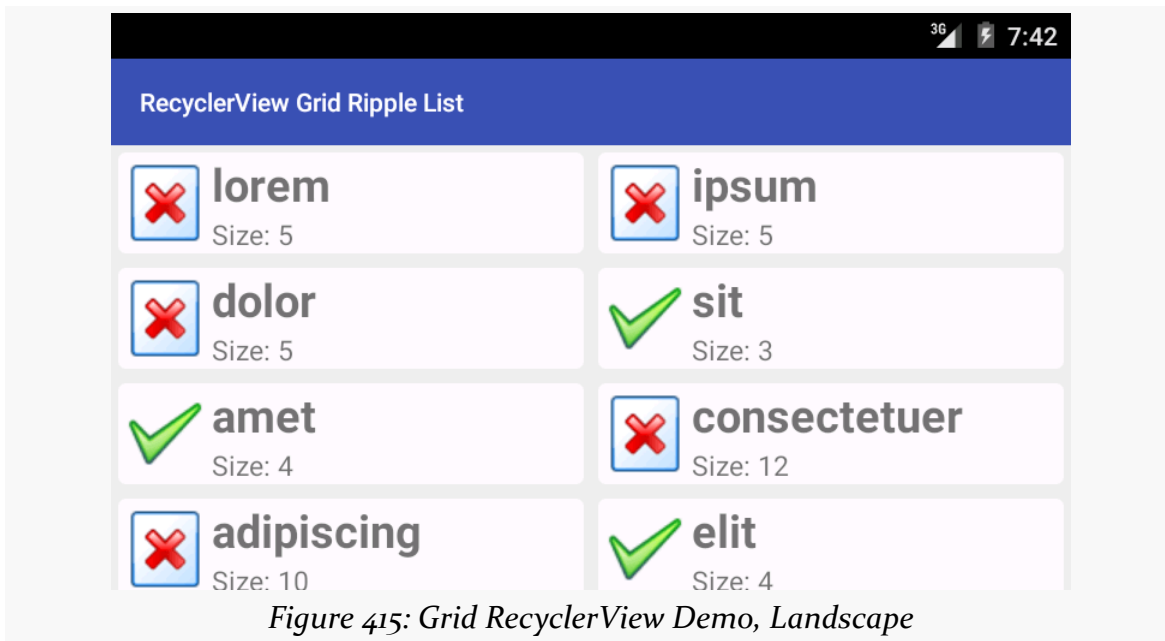 3G 7:42
RecyclerView Grid Ripple List
lorem
Size: 5
ipsum
Size: 5
dolor
Size: 5
sit
Size: 3
amet
Size: 4
consectetuer
Size: 12
adipiscing
Size: 10
elit
Size: 4
Figure 415: Grid RecyclerView Demo, Landscape